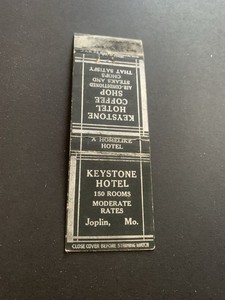 KEYSTONE
HOTEL
COFFEE
SHOP
AIR-CONDITIONED
STEAKS AND
CHOPS
THAT SATISFY
HOTEL
KEYSTONE
HOTEL
150 ROOMS
MODERATE
RATES
Joplin, Mo.
CLOSE COVER BEFORE STRIKING MATCH